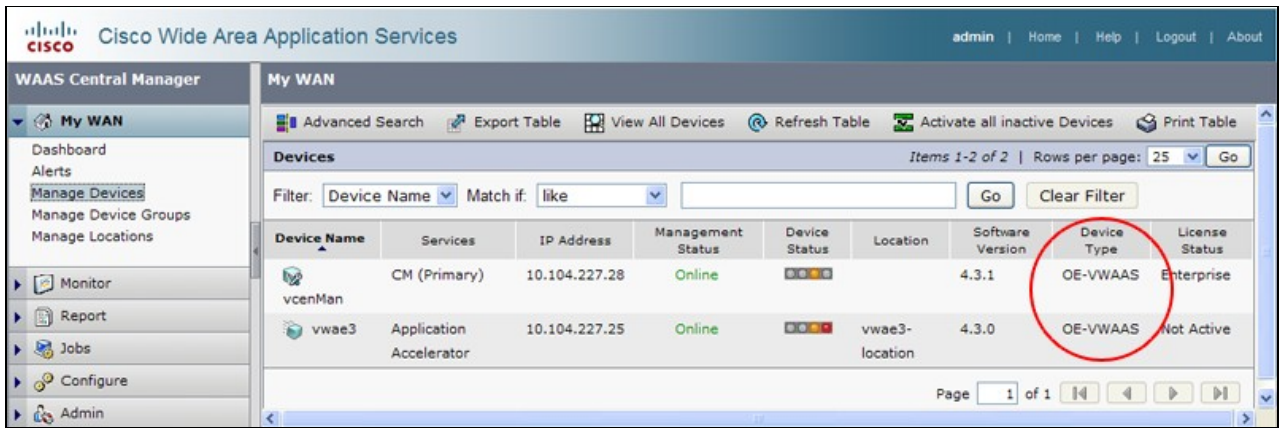 CISCO Cisco Wide Area Application Services admin | Home | Help | Logout | About
WAAS Central Manager
My WAN
Dashboard
Alerts
Manage Devices
Manage Device Groups
Manage Locations
Monitor
Report
Jobs
Configure
Admin
My WAN
Advanced Search Export Table View All Devices Refresh Table Activate all inactive Devices Print Table
Devices Items 1-2 of 2 | Rows per page: 25 Go
Filter: Device Name Match if: like Go Clear Filter
Device Name Services IP Address Management Status Device Status Location Software Version Device Type License Status
vcenMan CM (Primary) 10.104.227.28 Online 4.3.1 OE-VWAAS Enterprise
vwae3 Application Accelerator 10.104.227.25 Online vwae3-location 4.3.0 OE-VWAAS Not Active
Page 1 of 1